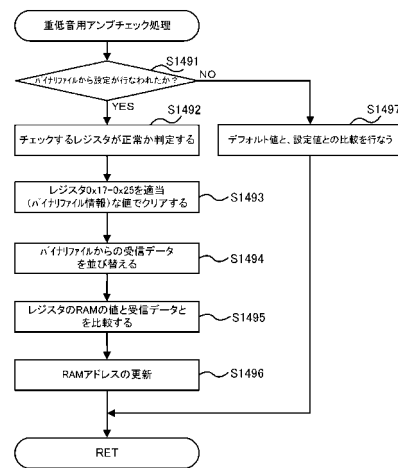 重低音用アンプチェック処理
S1491
バイナリファイルから設定が行なわれたか?
NO
YES
S1492
S1497
チェックするレジスタが正常か判定する
デフォルト値と、設定値との比較を行なう
レジスタ0x17-0x25を適当
(バイナリファイル情報)な値でクリアする
S1493
バイナリファイルからの受信データ
を並び替える
S1494
レジスタのRAMの値と受信データと
を比較する
S1495
RAMアドレスの更新
S1496
RET